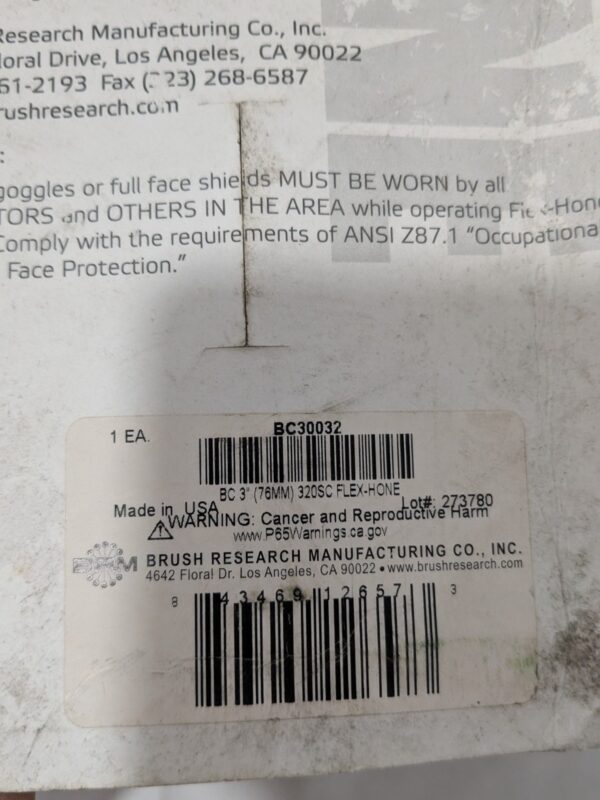 Research Manufacturing Co., Inc.
loral Drive, Los Angeles, CA 90022
61-2193 Fax ( 23) 268-6587
rushresearch.com
:
goggles or full face shields MUST BE WORN by all
TORS and OTHERS IN THE AREA while operating Flex-Hone
Comply with the requirements of ANSI Z87.1 “Occupationa
Face Protection.”
1 EA.
BC30032
BC 3" (76MM) 320SC FLEX-HONE
Made in USA
Lot#: 273780
WARNING: Cancer and Reproductive Harm
www.P65Warnings.ca.gov
BRM
BRUSH RESEARCH MANUFACTURING CO., INC.
4642 Floral Dr. Los Angeles, CA 90022 • www.brushresearch.com
8 43469 12657 3